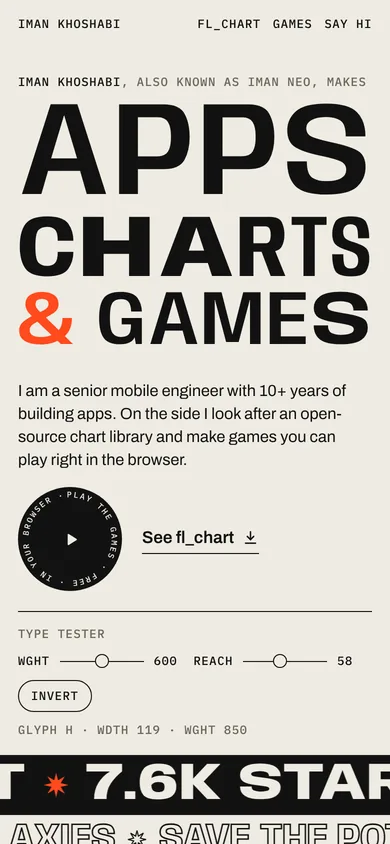 IMAN KHOSHABI FL_CHART GAMES SAY HI
IMAN KHOSHABI, ALSO KNOWN AS IMAN NEO, MAKES
APPS
CHARTS
& GAMES
I am a senior mobile engineer with 10+ years of
building apps. On the side I look after an open-
source chart library and make games you can
play right in the browser.
PLAY THE GAMES · FREE · IN YOUR BROWSER ·
See fl_chart
TYPE TESTER
WGHT 600 REACH 58
INVERT
GLYPH H · WDTH 119 · WGHT 850
T 7.6K STAR
AXIES SAVE THE POT